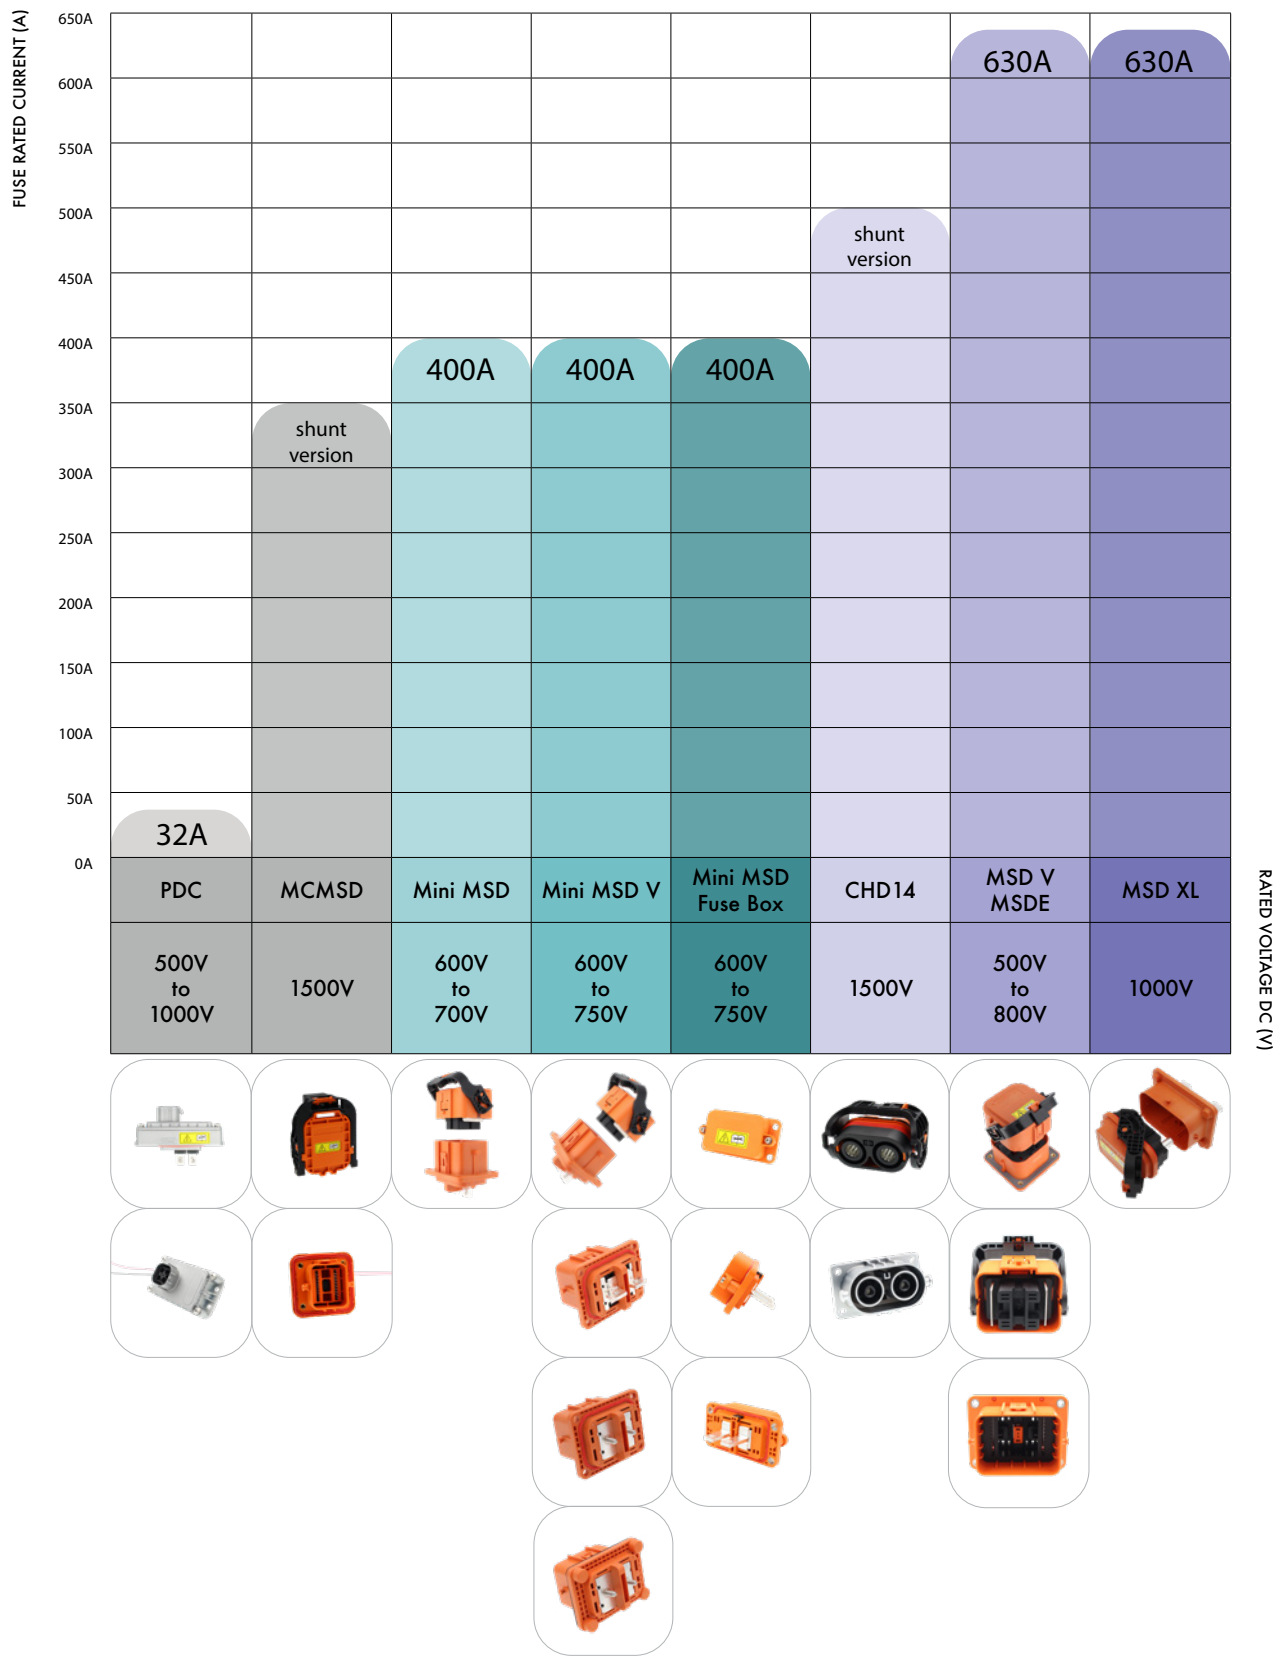 FUSE RATED CURRENT (A)
650A
600A
550A
500A
450A
400A
350A
300A
250A
200A
150A
100A
50A
0A
32A
shunt
version
400A
400A
400A
shunt
version
630A
630A
PDC
MCMSD
Mini MSD
Mini MSD V
Mini MSD
Fuse Box
CHD14
MSD V
MSDE
MSD XL
500V
to
1000V
1500V
600V
to
700V
600V
to
750V
600V
to
750V
1500V
500V
to
800V
1000V
RATED VOLTAGE DC (V)